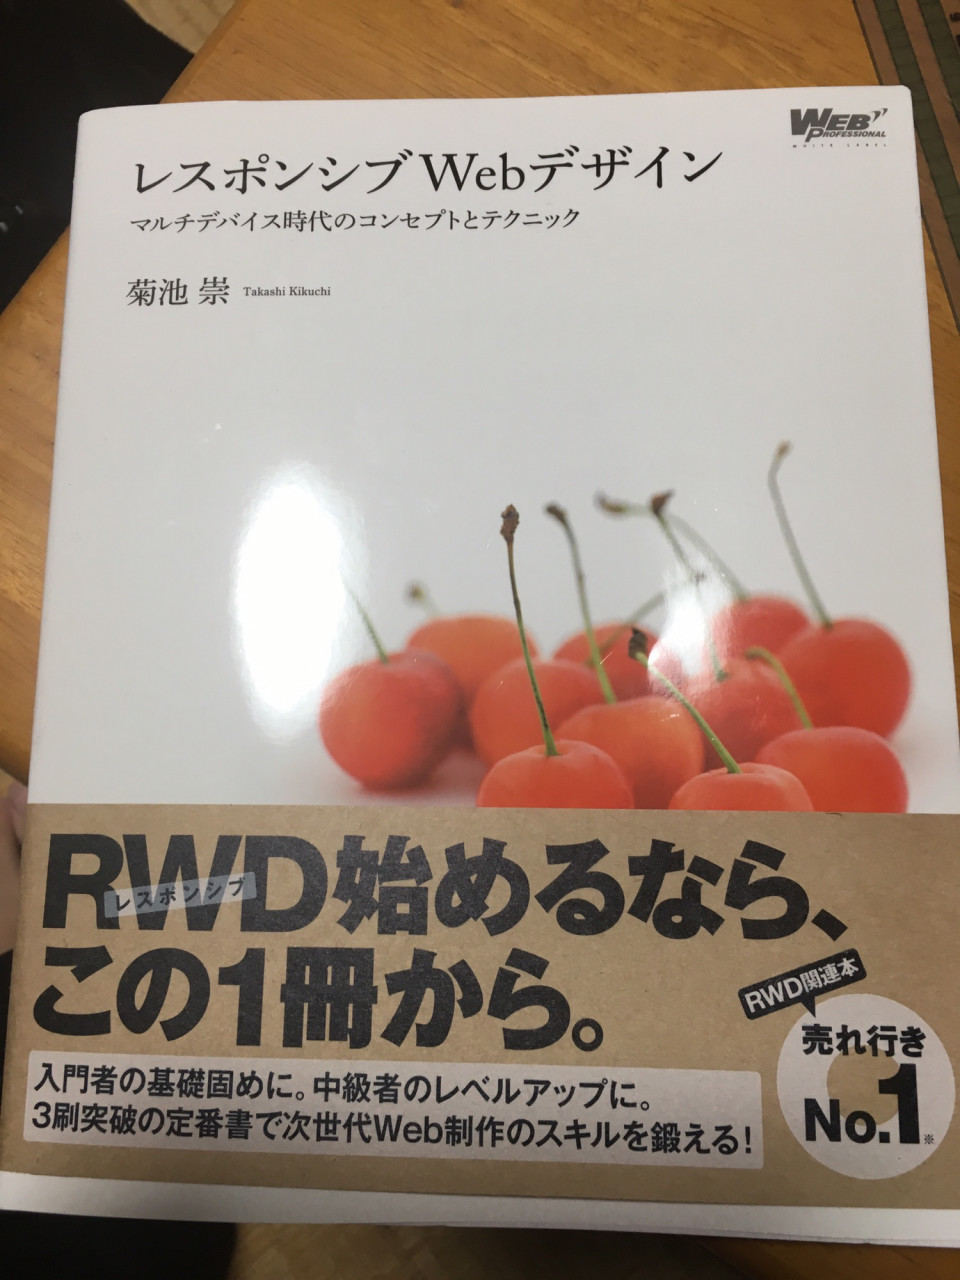 WEB PROFESSIONAL
WHITE LABEL
レスポンシブWebデザイン
マルチデバイス時代のコンセプトとテクニック
菊池 崇 Takashi Kikuchi
RWD始めるなら、
レスポンシブ
この1冊から。
RWD関連本
売れ行き
No.1※
入門者の基礎固めに。中級者のレベルアップに。
3刷突破の定番書で次世代Web制作のスキルを鍛える!